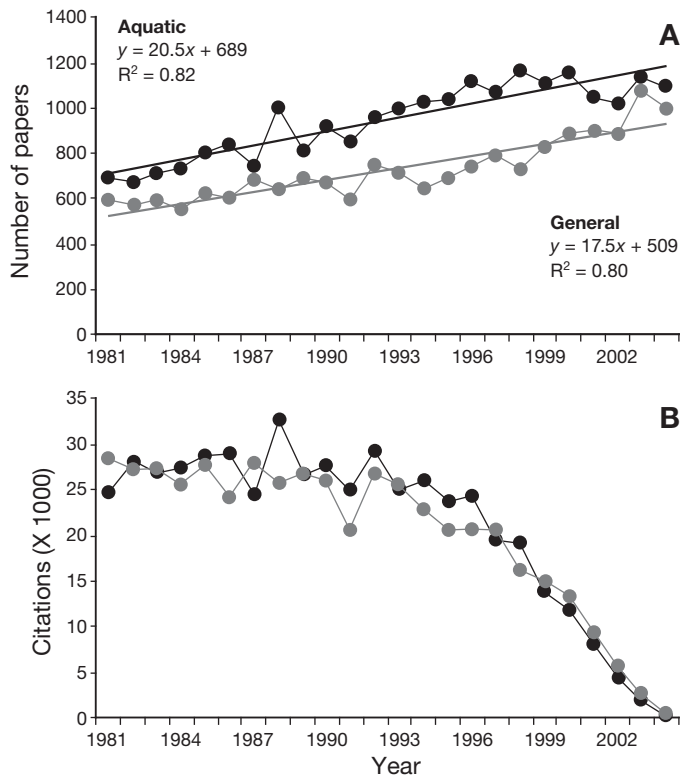 1400
1200
1000
800
600
400
200
0
Number of papers
Aquatic
y = 20.5x + 689
R² = 0.82
A
General
y = 17.5x + 509
R² = 0.80
1981 1984 1987 1990 1993 1996 1999 2002
35
30
25
20
15
10
5
0
Citations (X 1000)
B
1981 1984 1987 1990 1993 1996 1999 2002
Year